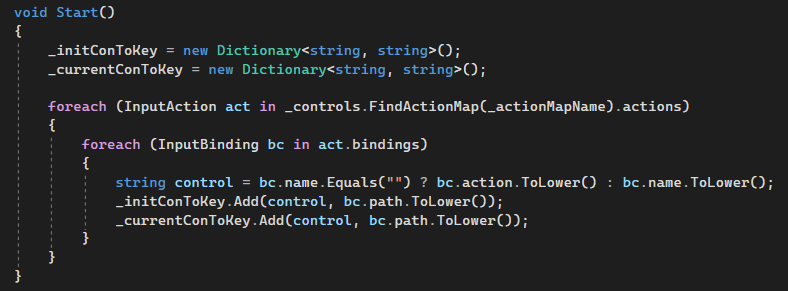 void Start()
{
_initConToKey = new Dictionary<string, string>();
_currentConToKey = new Dictionary<string, string>();
foreach (InputAction act in _controls.FindActionMap(_actionMapName).actions)
{
foreach (InputBinding bc in act.bindings)
{
string control = bc.name.Equals("") ? bc.action.ToLower() : bc.name.ToLower();
_initConToKey.Add(control, bc.path.ToLower());
_currentConToKey.Add(control, bc.path.ToLower());
}
}
}